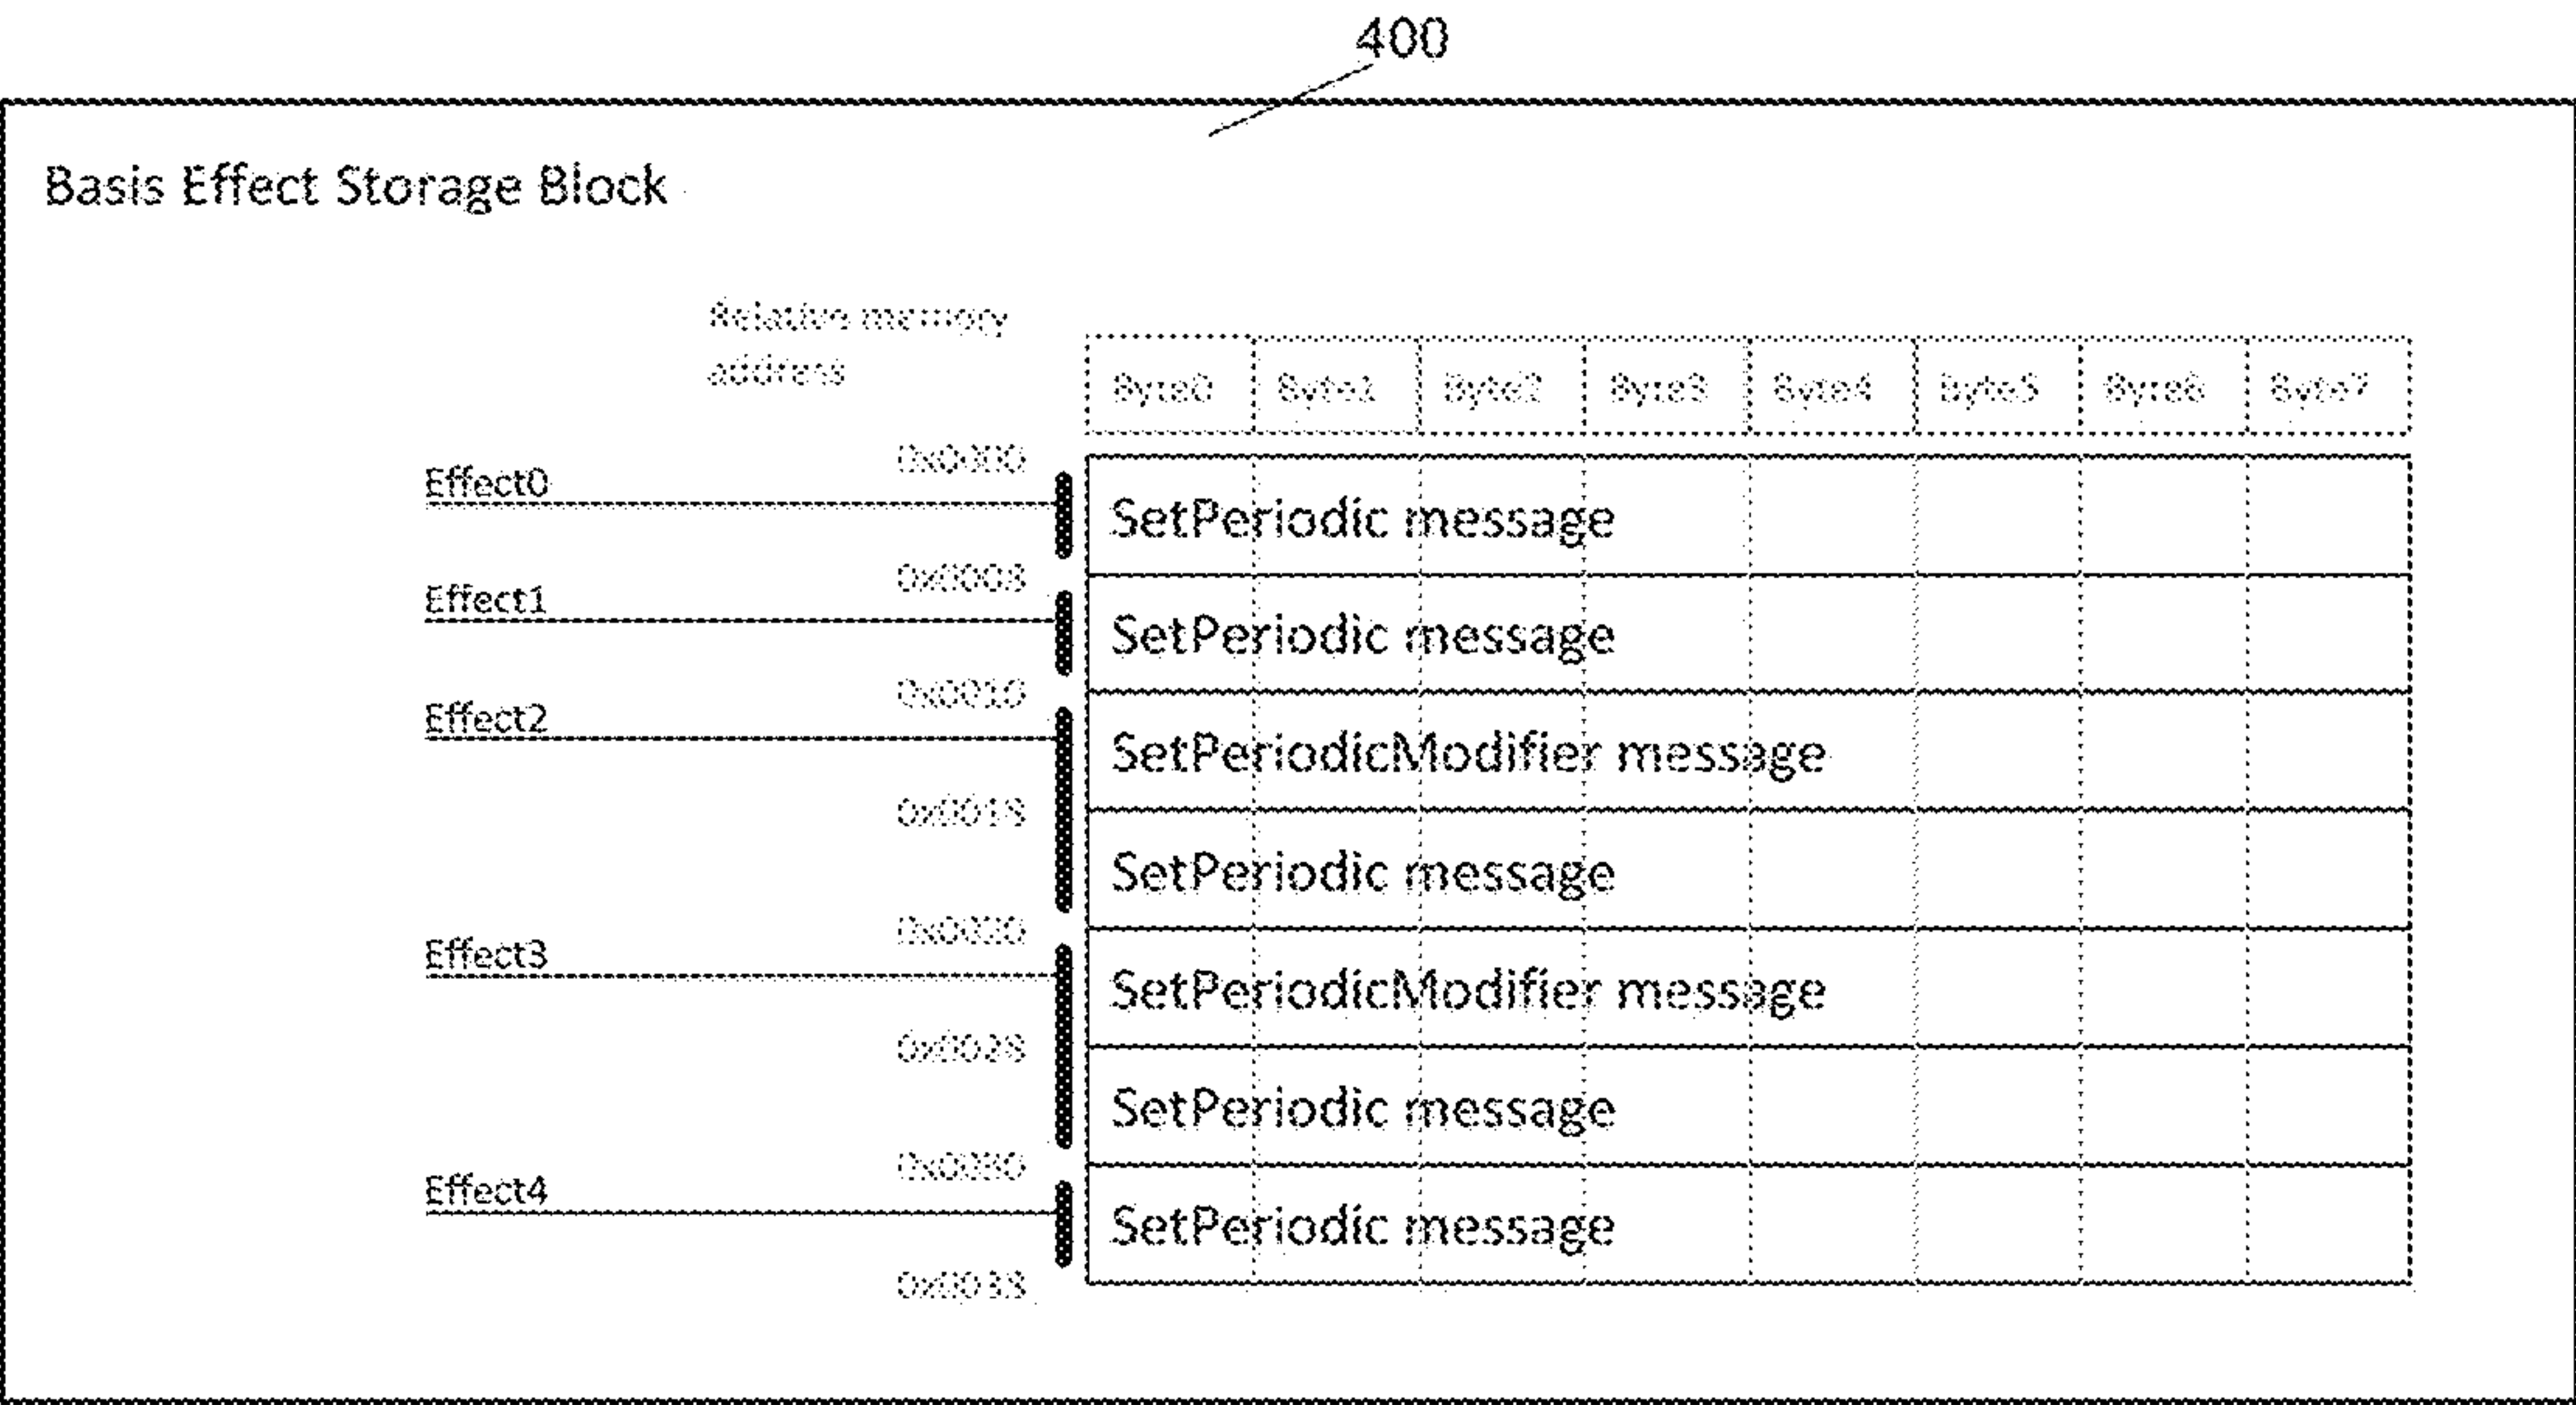 400
Basis Effect Storage Block
Relative memory
address
Byte0 Byte1 Byte2 Byte3 Byte4 Byte5 Byte6 Byte7
0x0000
Effect0
SetPeriodic message
0x0008
Effect1
SetPeriodic message
0x0010
Effect2
SetPeriodicModifier message
0x0018
SetPeriodic message
0x0020
Effect3
SetPeriodicModifier message
0x0028
SetPeriodic message
0x0030
Effect4
SetPeriodic message
0x0038